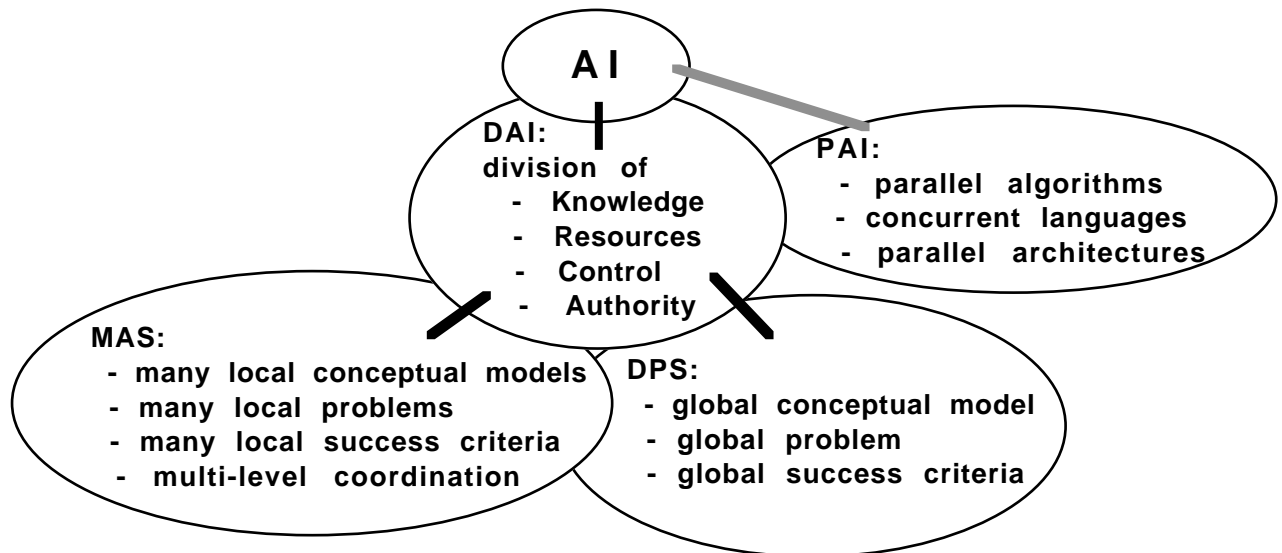 AI
DAI:
division of
- Knowledge
- Resources
- Control
- Authority
PAI:
- parallel algorithms
- concurrent languages
- parallel architectures
MAS:
- many local conceptual models
- many local problems
- many local success criteria
- multi-level coordination
DPS:
- global conceptual model
- global problem
- global success criteria